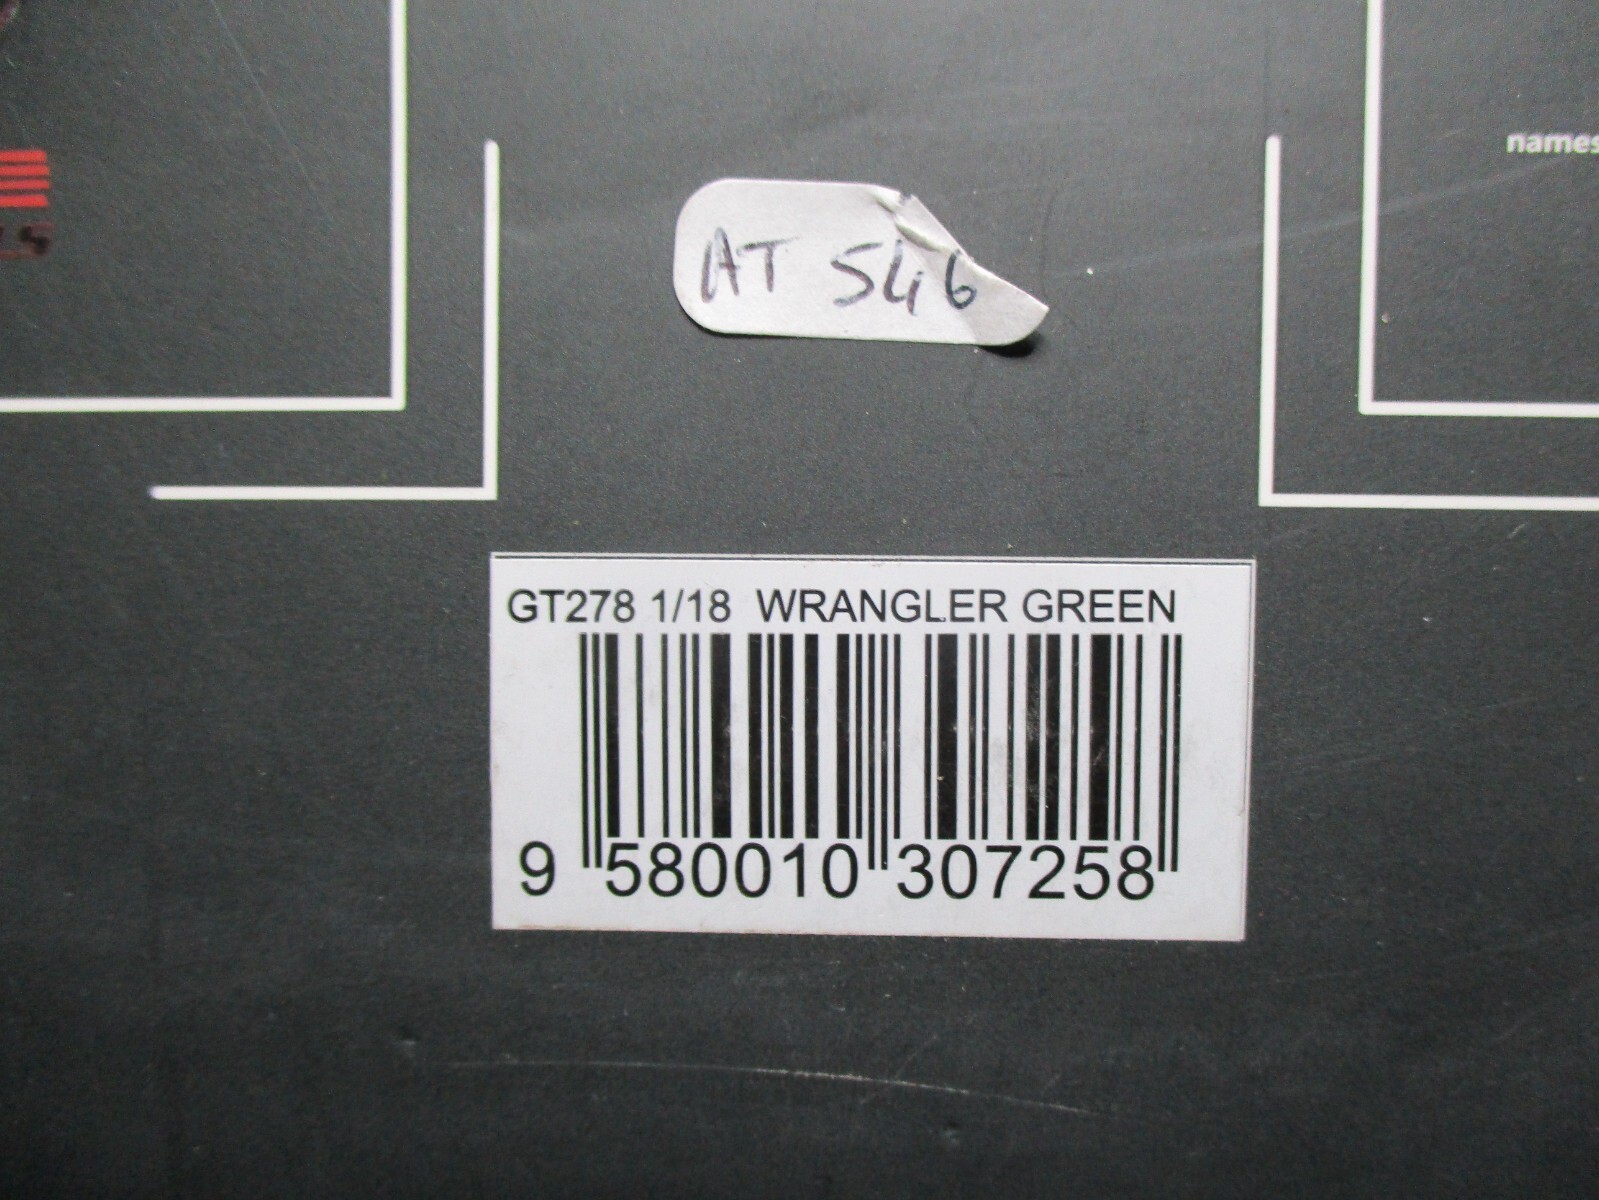 names
AT 546
GT278 1/18 WRANGLER GREEN
9 580010 307258